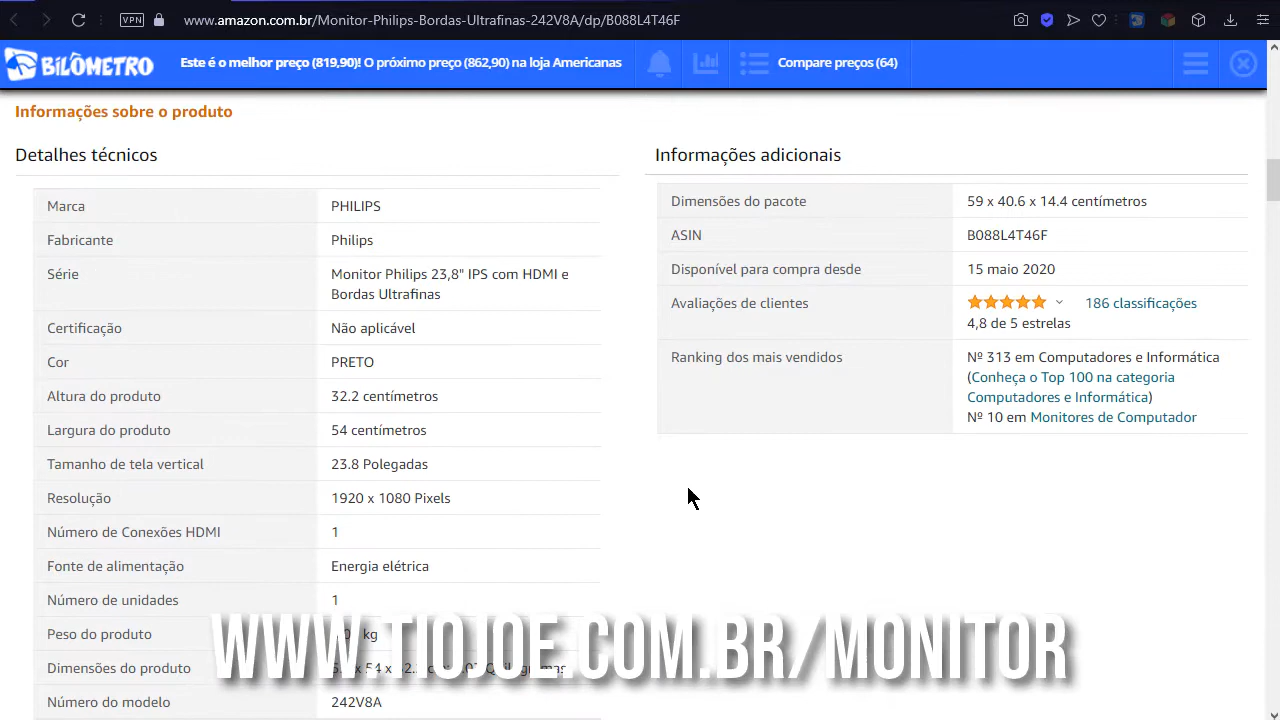 VPN
www.amazon.com.br/Monitor-Philips-Bordas-Ultrafinas-242V8A/dp/B088L4T46F
BiLÔMETRO
Este é o melhor preço (819,90)! O próximo preço (862,90) na loja Americanas
Compare preços (64)
Informações sobre o produto
Detalhes técnicos
Marca PHILIPS
Fabricante Philips
Série Monitor Philips 23,8" IPS com HDMI e
Bordas Ultrafinas
Certificação Não aplicável
Cor PRETO
Altura do produto 32.2 centímetros
Largura do produto 54 centímetros
Tamanho de tela vertical 23.8 Polegadas
Resolução 1920 x 1080 Pixels
Número de Conexões HDMI 1
Fonte de alimentação Energia elétrica
Número de unidades 1
Peso do produto kg
Dimensões do produto
Número do modelo 242V8A
Informações adicionais
Dimensões do pacote 59 x 40.6 x 14.4 centímetros
ASIN B088L4T46F
Disponível para compra desde 15 maio 2020
Avaliações de clientes 186 classificações
4,8 de 5 estrelas
Ranking dos mais vendidos Nº 313 em Computadores e Informática
(Conheça o Top 100 na categoria
Computadores e Informática)
Nº 10 em Monitores de Computador
WWW.TIOJOE.COM.BR/MONITOR